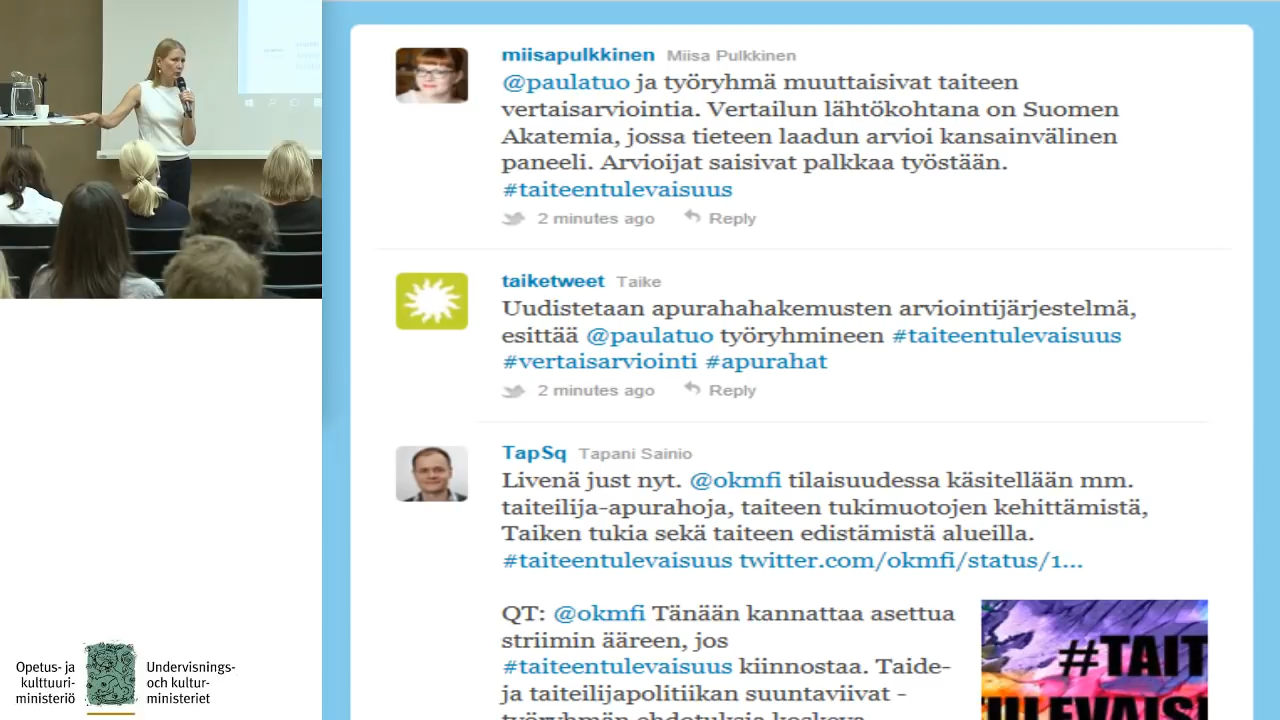 miisapulkkinen Miisa Pulkkinen
@paulatuo ja työryhmä muuttaisivat taiteen
vertaisarviointia. Vertailun lähtökohtana on Suomen
Akatemia, jossa tieteen laadun arvioi kansainvälinen
paneeli. Arvioijat saisivat palkkaa työstään.
#taiteentulevaisuus
2 minutes ago Reply
taiketweet Taike
Uudistetaan apurahahakemusten arviointijärjestelmä,
esittää @paulatuo työryhmineen #taiteentulevaisuus
#vertaisarviointi #apurahat
2 minutes ago Reply
TapSq Tapani Sainio
Livenä just nyt. @okmfi tilaisuudessa käsitellään mm.
taiteilija-apurahoja, taiteen tukimuotojen kehittämistä,
Taiken tukia sekä taiteen edistämistä alueilla.
#taiteentulevaisuus twitter.com/okmfi/status/1...
QT: @okmfi Tänään kannattaa asettua
striimin ääreen, jos
#taiteentulevaisuus kiinnostaa. Taide-
ja taiteilijapolitiikan suuntaviivat -
työryhmän ehdotuksia koskeva
#TAIT
ULEVAIS
Opetus- ja
kulttuuri-
ministeriö
Undervisnings-
och kultur-
ministeriet